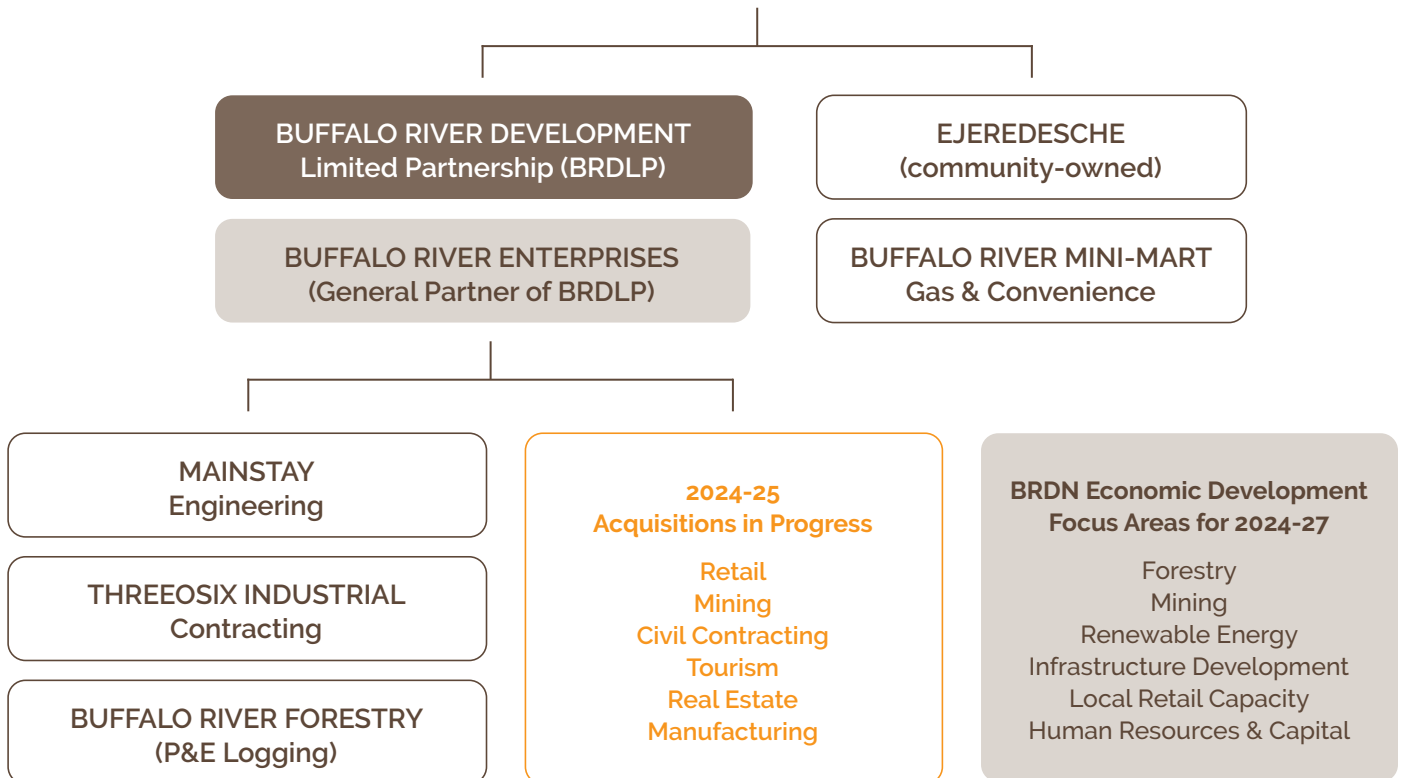 BUFFALO RIVER DEVELOPMENT
Limited Partnership (BRDLP)
EJEREDESCHE
(community-owned)
BUFFALO RIVER ENTERPRISES
(General Partner of BRDLP)
BUFFALO RIVER MINI-MART
Gas & Convenience
MAINSTAY
Engineering
THREEOSIX INDUSTRIAL
Contracting
BUFFALO RIVER FORESTRY
(P&E Logging)
2024-25
Acquisitions in Progress
Retail
Mining
Civil Contracting
Tourism
Real Estate
Manufacturing
BRDN Economic Development
Focus Areas for 2024-27
Forestry
Mining
Renewable Energy
Infrastructure Development
Local Retail Capacity
Human Resources & Capital